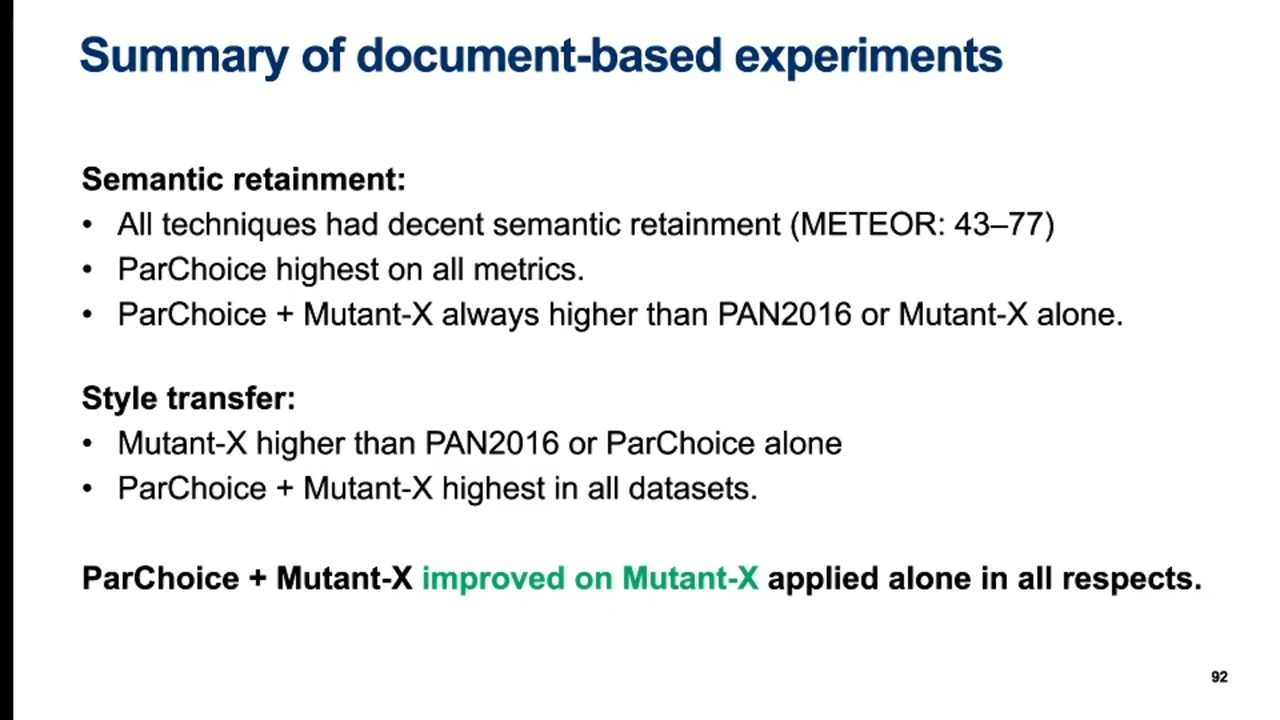 Summary of document-based experiments
Semantic retainment:
• All techniques had decent semantic retainment (METEOR: 43–77)
• ParChoice highest on all metrics.
• ParChoice + Mutant-X always higher than PAN2016 or Mutant-X alone.
Style transfer:
• Mutant-X higher than PAN2016 or ParChoice alone
• ParChoice + Mutant-X highest in all datasets.
ParChoice + Mutant-X improved on Mutant-X applied alone in all respects.
92